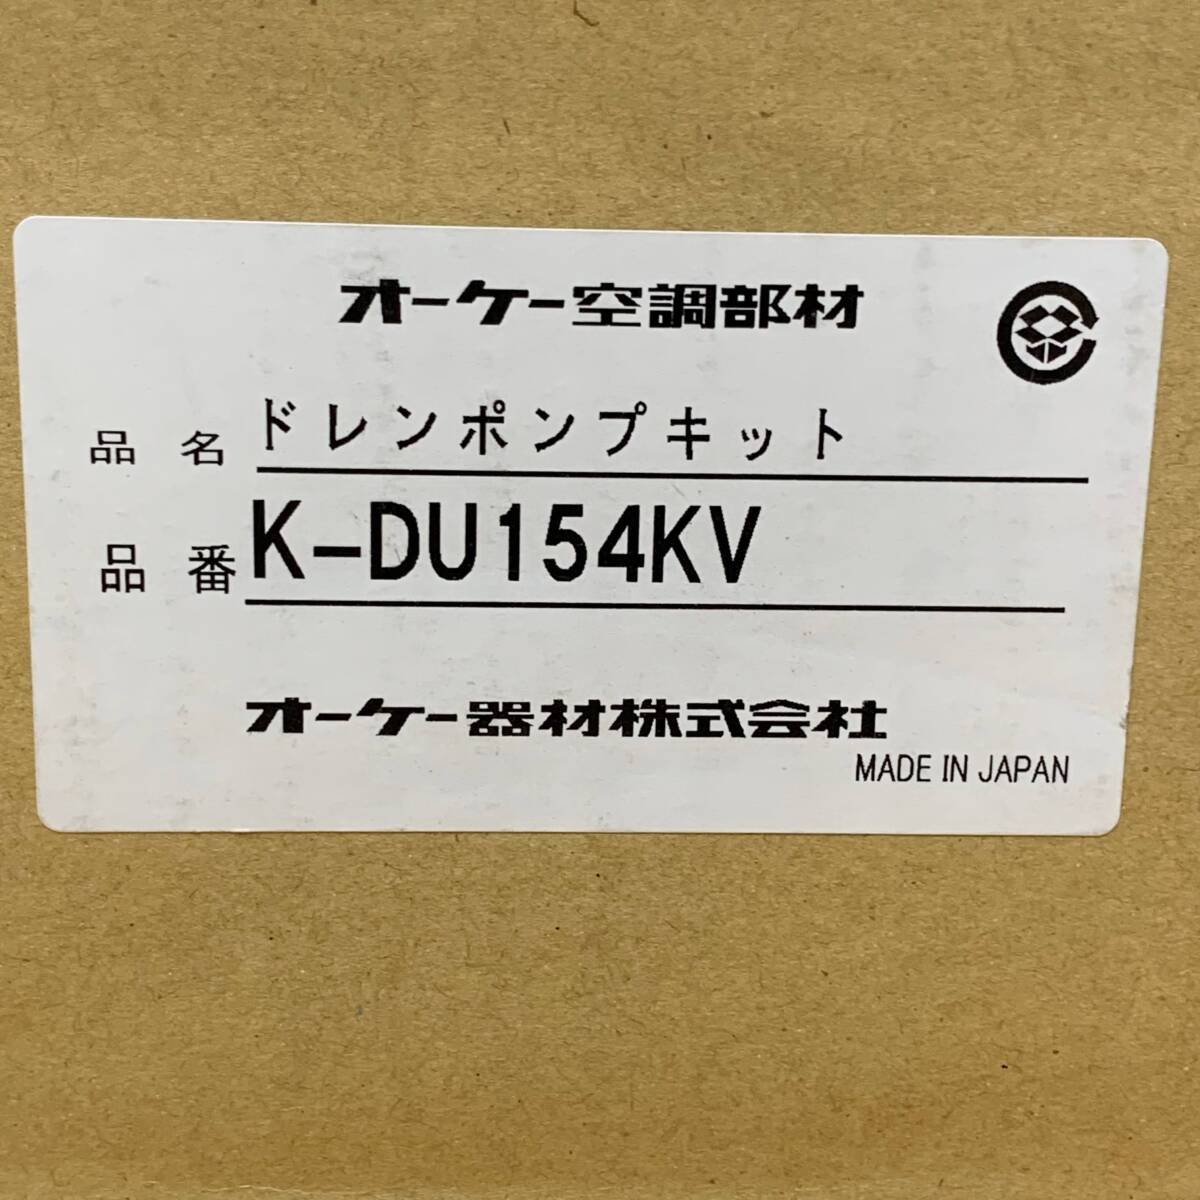 オーケー空調部材
品名 ドレンポンプキット
品番 K-DU154KV
オーケー器材株式会社
MADE IN JAPAN